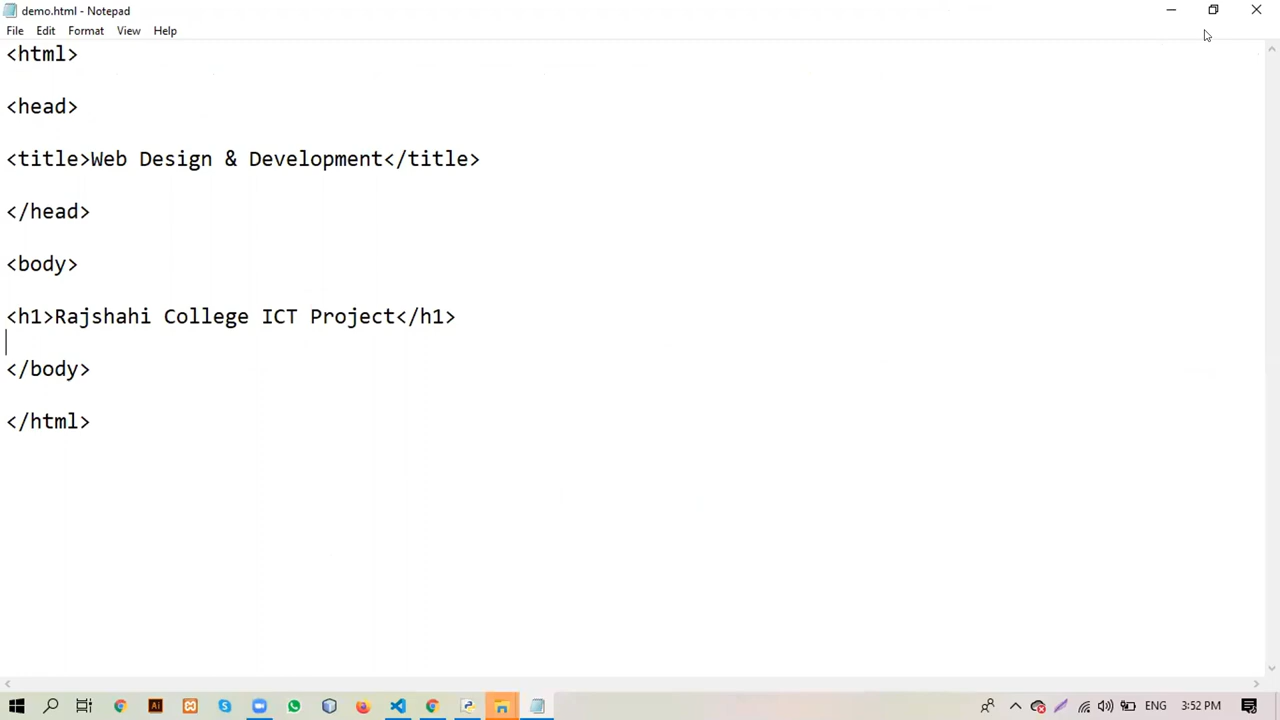 demo.html - Notepad
File Edit Format View Help
<html>
<head>
<title>Web Design & Development</title>
</head>
<body>
<h1>Rajshahi College ICT Project</h1>
</body>
</html>
ENG 3:52 PM